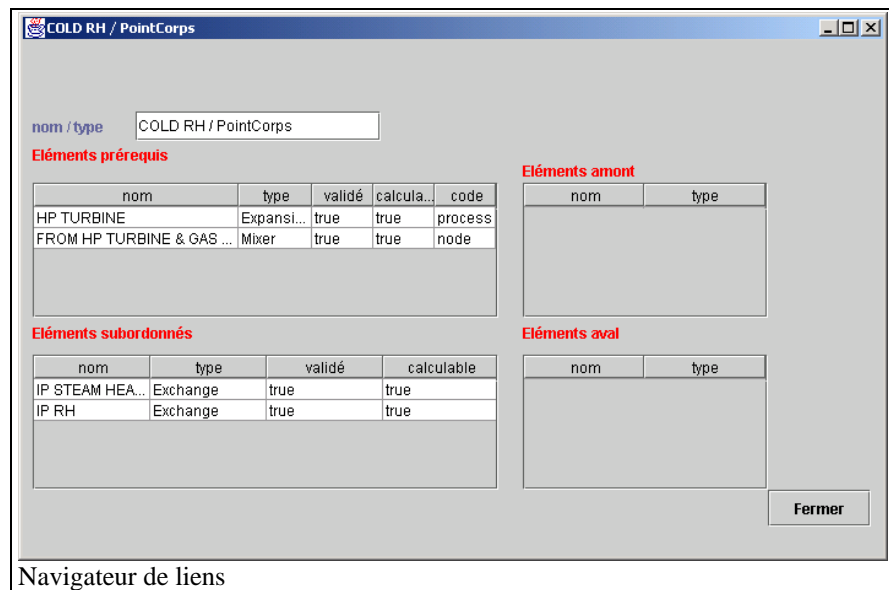 COLD RH / PointCorps
nom / type COLD RH / PointCorps
Eléments prérequis
nom type validé calcula... code
HP TURBINE Expansi... true true process
FROM HP TURBINE & GAS ... Mixer true true node
Eléments amont
nom type
Eléments subordonnés
nom type validé calculable
IP STEAM HEA... Exchange true true
IP RH Exchange true true
Eléments aval
nom type
Fermer
Navigateur de liens